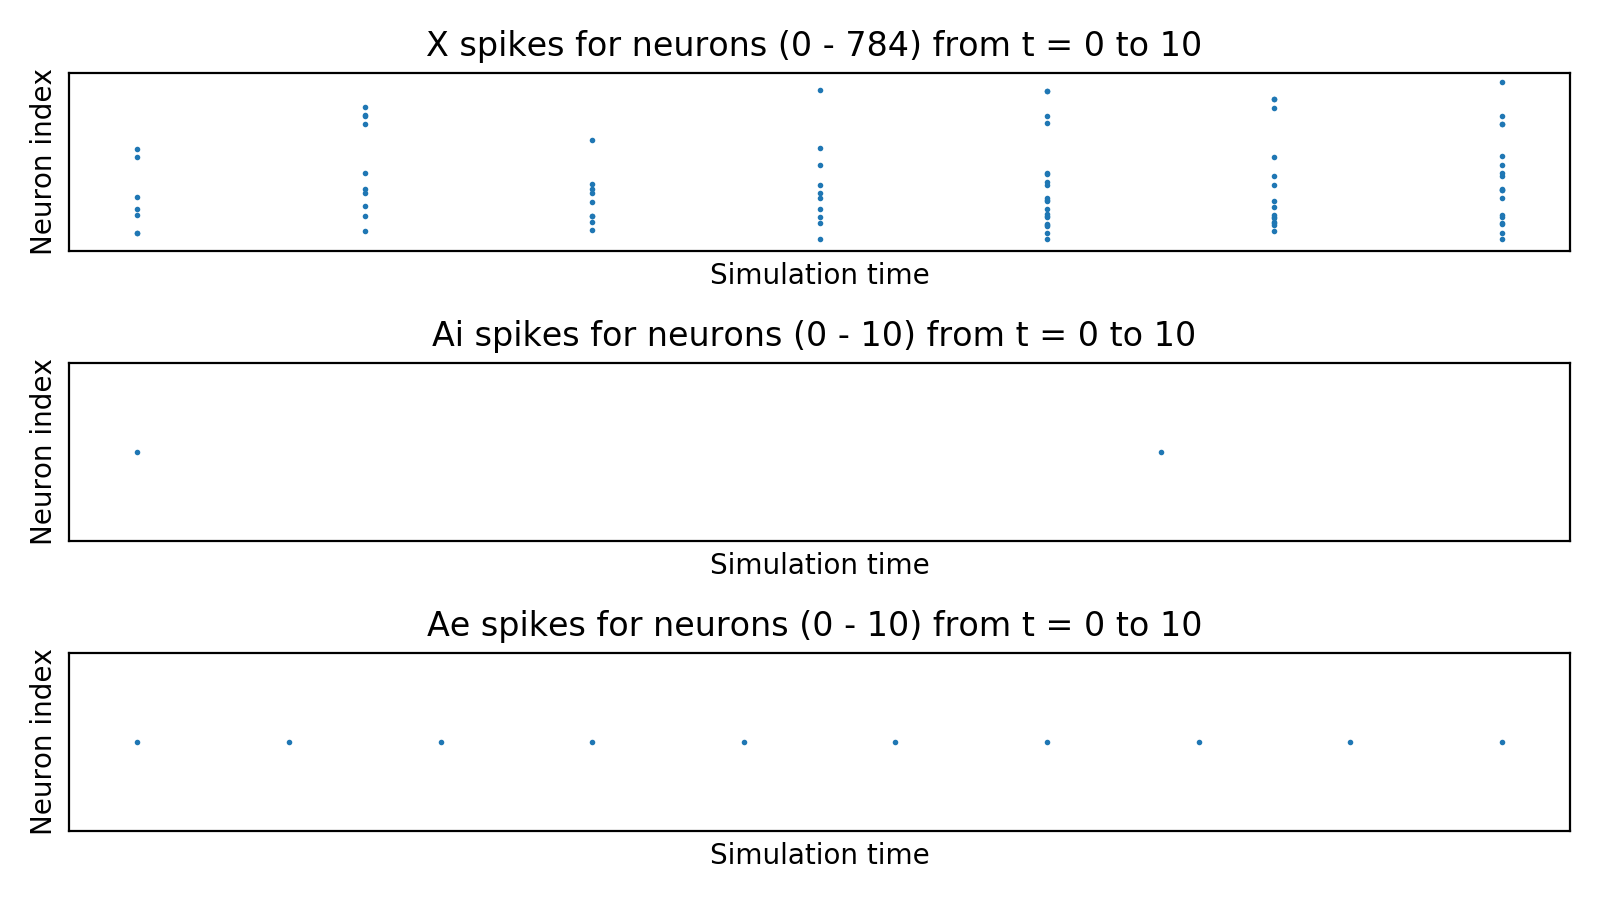 X spikes for neurons (0 - 784) from t = 0 to 10
Neuron index
Simulation time
Ai spikes for neurons (0 - 10) from t = 0 to 10
Neuron index
Simulation time
Ae spikes for neurons (0 - 10) from t = 0 to 10
Neuron index
Simulation time